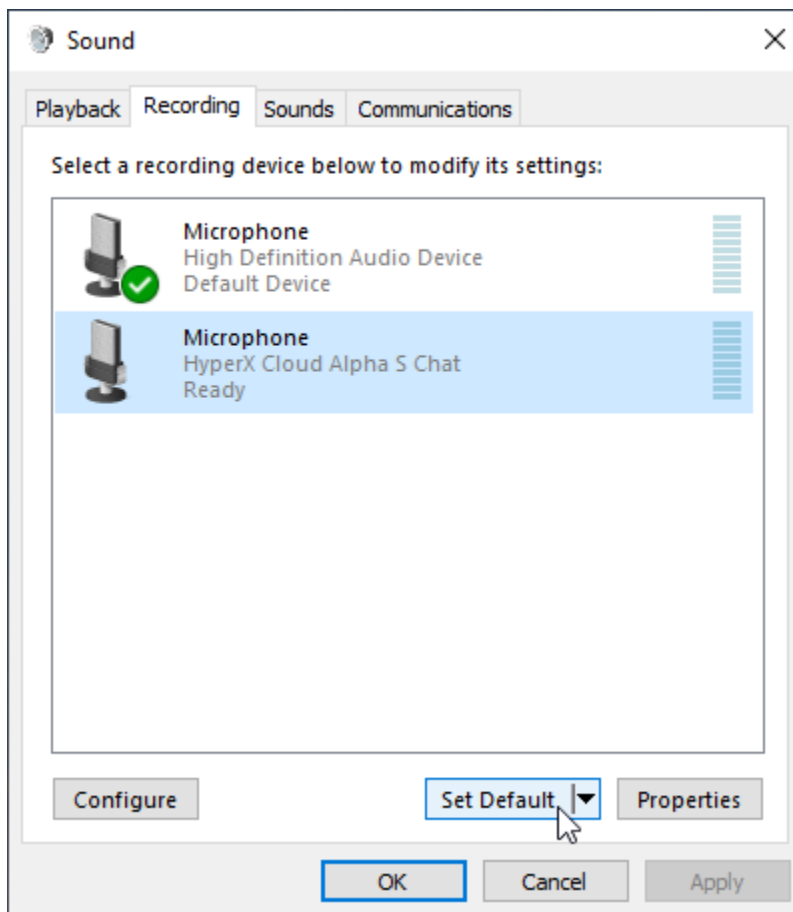 Sound
Playback Recording Sounds Communications
Select a recording device below to modify its settings:
Microphone
High Definition Audio Device
Default Device
Microphone
HyperX Cloud Alpha S Chat
Ready
Configure Set Default Properties
OK Cancel Apply